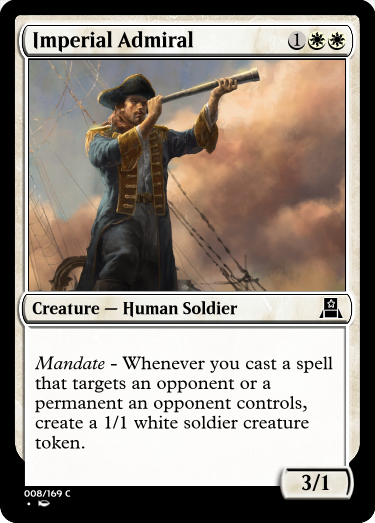 Imperial Admiral 1
Creature — Human Soldier
Mandate - Whenever you cast a spell
that targets an opponent or a
permanent an opponent controls,
create a 1/1 white soldier creature
token.
3/1
008/169 C